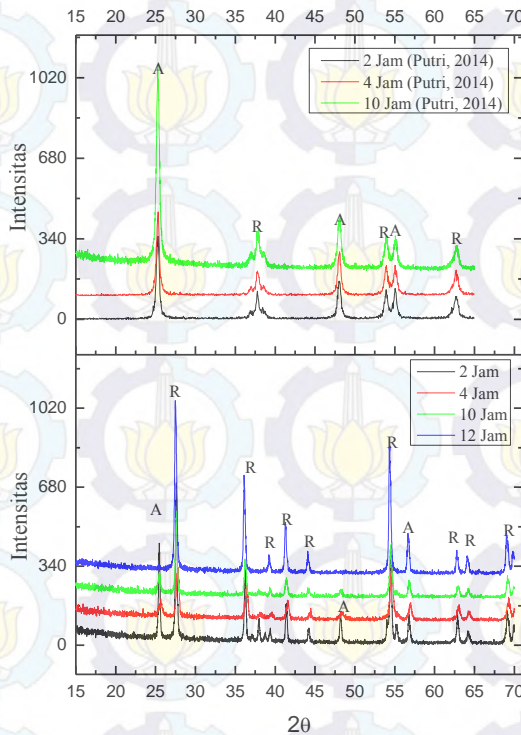 15 20 25 30 35 40 45 50 55 60 65 70
1020
680
340
0
Intensitas
2 Jam (Putri, 2014)
4 Jam (Putri, 2014)
10 Jam (Putri, 2014)
A
R
A
R A
R
1020
680
340
0
Intensitas
2 Jam
4 Jam
10 Jam
12 Jam
R
A
R
R
R
R
A
R
A
R R
R
15 20 25 30 35 40 45 50 55 60 65 70
2θ